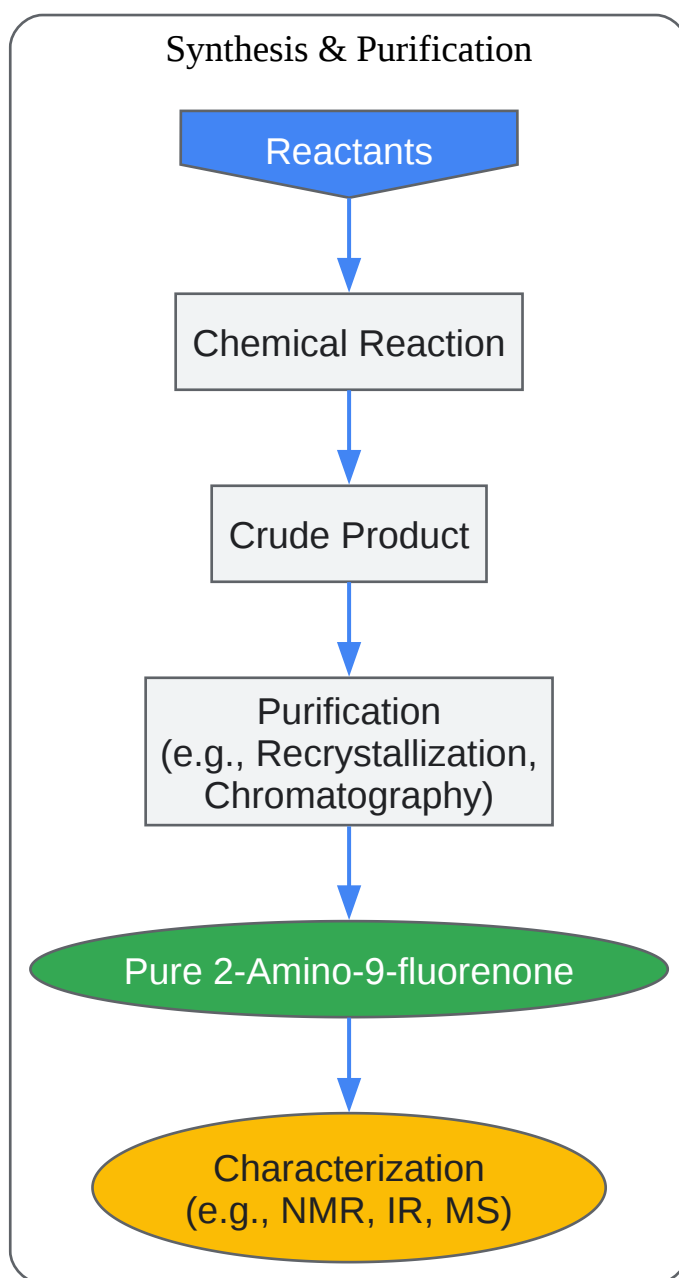 Synthesis & Purification
Reactants
Chemical Reaction
Crude Product
Purification
(e.g., Recrystallization,
Chromatography)
Pure 2-Amino-9-fluorenone
Characterization
(e.g., NMR, IR, MS)